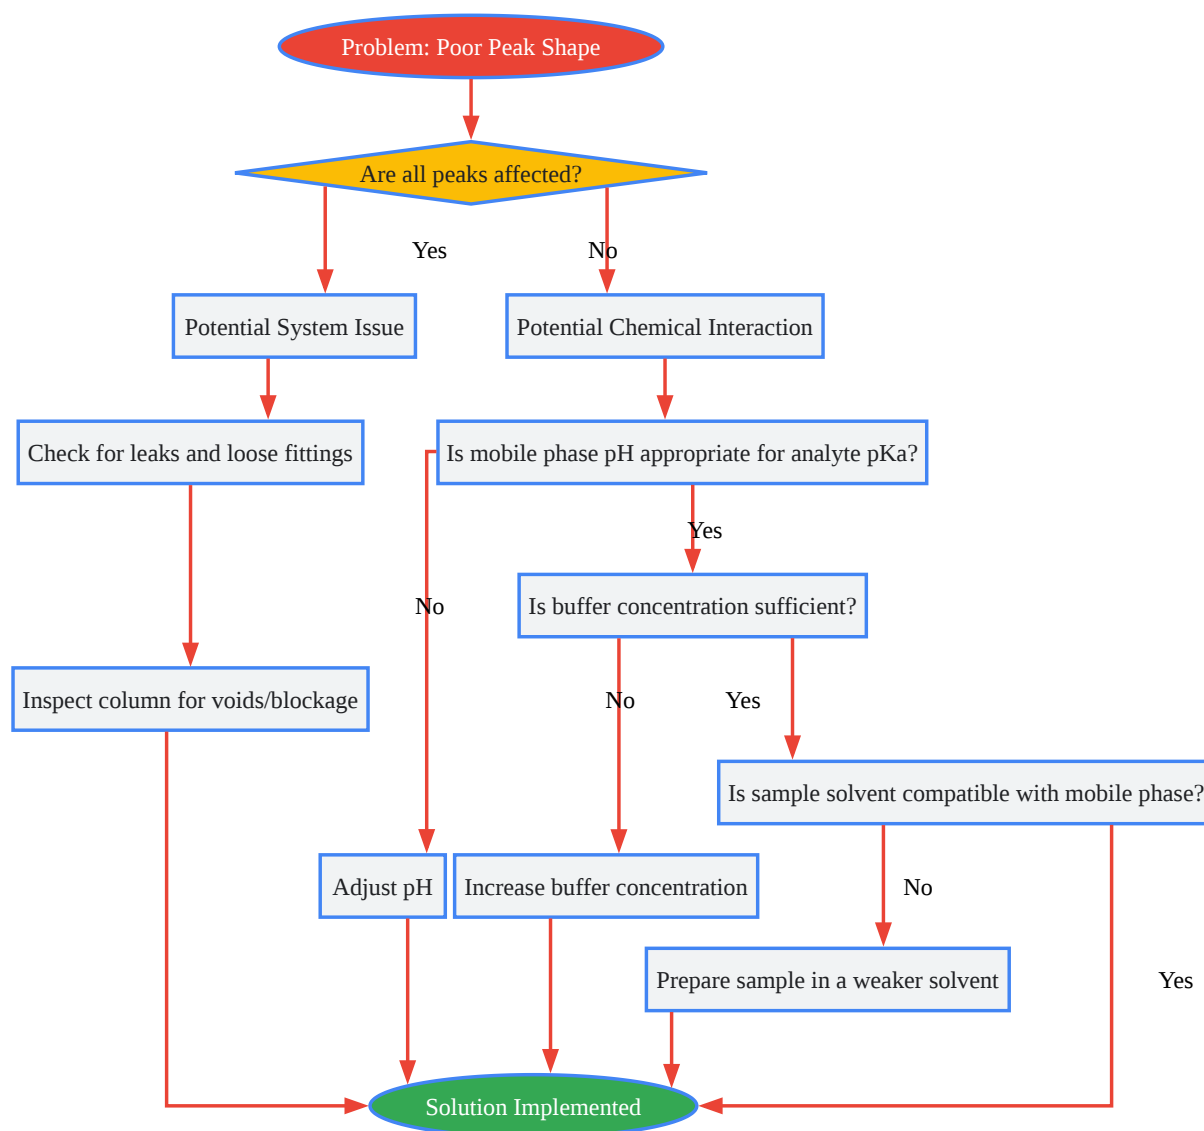 Problem: Poor Peak Shape
Are all peaks affected?
Yes
No
Potential System Issue
Potential Chemical Interaction
Check for leaks and loose fittings
Is mobile phase pH appropriate for analyte pKa?
Yes
No
Is buffer concentration sufficient?
Inspect column for voids/blockage
No
Yes
Is sample solvent compatible with mobile phase?
Adjust pH
Increase buffer concentration
No
Prepare sample in a weaker solvent
Yes
Solution Implemented